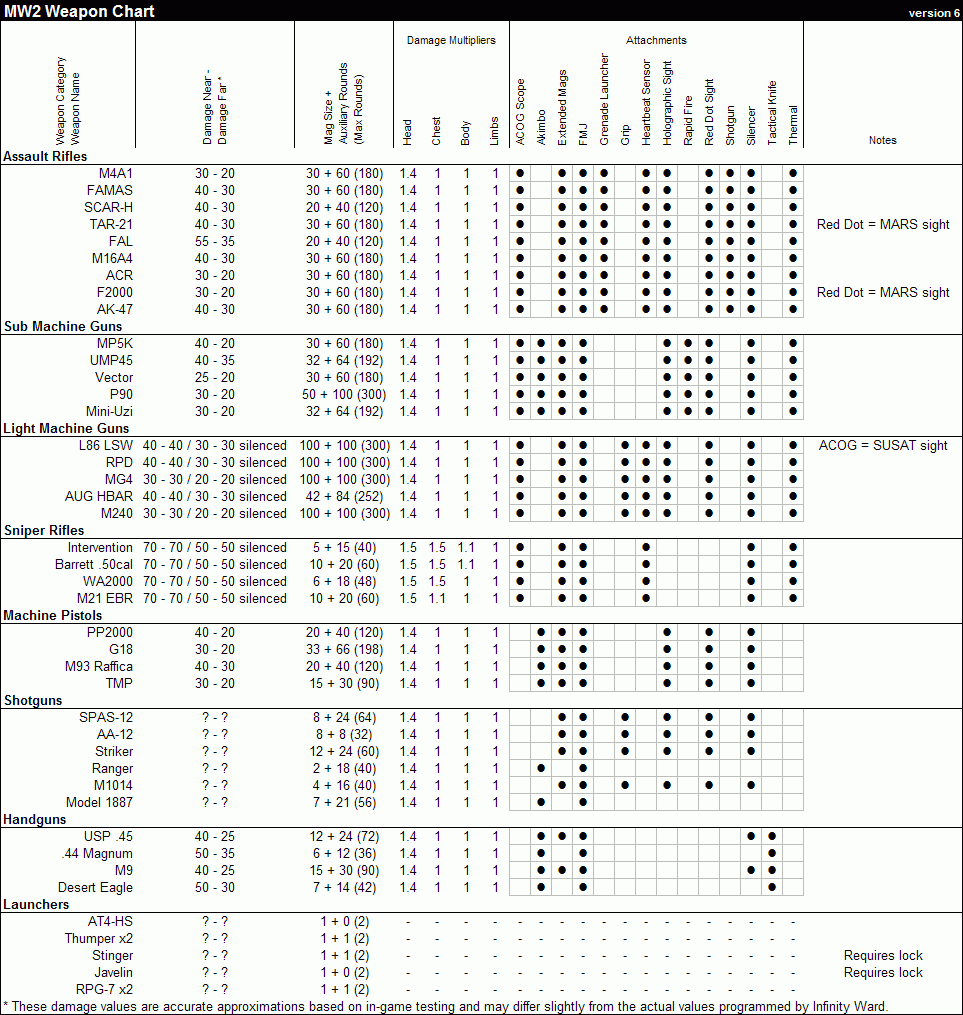 MW2 Weapon Chart version 6
Damage Multipliers Attachments
Weapon Category
Weapon Name
Damage Near -
Damage Far *
Mag Size +
Auxiliary Rounds
(Max Rounds)
Head
Chest
Body
Limbs
ACOG Scope
Akimbo
Extended Mags
FMJ
Grenade Launcher
Grip
Heartbeat Sensor
Holographic Sight
Rapid Fire
Red Dot Sight
Shotgun
Silencer
Tactical Knife
Thermal
Notes
Assault Rifles
M4A1 30 - 20 30 + 60 (180) 1.4 1 1 1 ● ● ● ● ● ● ● ● ● ●
FAMAS 40 - 30 30 + 60 (180) 1.4 1 1 1 ● ● ● ● ● ● ● ● ● ●
SCAR-H 40 - 30 20 + 40 (120) 1.4 1 1 1 ● ● ● ● ● ● ● ● ● ●
TAR-21 40 - 30 30 + 60 (180) 1.4 1 1 1 ● ● ● ● ● ● ● ● ● ● Red Dot = MARS sight
FAL 55 - 35 20 + 40 (120) 1.4 1 1 1 ● ● ● ● ● ● ● ● ● ●
M16A4 40 - 30 30 + 60 (180) 1.4 1 1 1 ● ● ● ● ● ● ● ● ● ●
ACR 30 - 20 30 + 60 (180) 1.4 1 1 1 ● ● ● ● ● ● ● ● ● ●
F2000 30 - 20 30 + 60 (180) 1.4 1 1 1 ● ● ● ● ● ● ● ● ● ● Red Dot = MARS sight
AK-47 40 - 30 30 + 60 (180) 1.4 1 1 1 ● ● ● ● ● ● ● ● ● ●
Sub Machine Guns
MP5K 40 - 20 30 + 60 (180) 1.4 1 1 1 ● ● ● ● ● ● ● ● ●
UMP45 40 - 35 32 + 64 (192) 1.4 1 1 1 ● ● ● ● ● ● ● ● ●
Vector 25 - 20 30 + 60 (180) 1.4 1 1 1 ● ● ● ● ● ● ● ● ●
P90 30 - 20 50 + 100 (300) 1.4 1 1 1 ● ● ● ● ● ● ● ● ●
Mini-Uzi 30 - 20 32 + 64 (192) 1.4 1 1 1 ● ● ● ● ● ● ● ● ●
Light Machine Guns
L86 LSW 40 - 40 / 30 - 30 silenced 100 + 100 (300) 1.4 1 1 1 ● ● ● ● ● ● ● ● ● ACOG = SUSAT sight
RPD 40 - 40 / 30 - 30 silenced 100 + 100 (300) 1.4 1 1 1 ● ● ● ● ● ● ● ● ●
MG4 30 - 30 / 20 - 20 silenced 100 + 100 (300) 1.4 1 1 1 ● ● ● ● ● ● ● ● ●
AUG HBAR 40 - 40 / 30 - 30 silenced 42 + 84 (252) 1.4 1 1 1 ● ● ● ● ● ● ● ● ●
M240 30 - 30 / 20 - 20 silenced 100 + 100 (300) 1.4 1 1 1 ● ● ● ● ● ● ● ● ●
Sniper Rifles
Intervention 70 - 70 / 50 - 50 silenced 5 + 15 (40) 1.5 1.5 1.1 1 ● ● ● ● ● ●
Barrett .50cal 70 - 70 / 50 - 50 silenced 10 + 20 (60) 1.5 1.5 1.1 1 ● ● ● ● ● ●
WA2000 70 - 70 / 50 - 50 silenced 6 + 18 (48) 1.5 1.5 1 1 ● ● ● ● ● ●
M21 EBR 70 - 70 / 50 - 50 silenced 10 + 20 (60) 1.5 1.1 1 1 ● ● ● ● ● ●
Machine Pistols
PP2000 40 - 20 20 + 40 (120) 1.4 1 1 1 ● ● ● ● ● ●
G18 30 - 20 33 + 66 (198) 1.4 1 1 1 ● ● ● ● ● ●
M93 Raffica 40 - 30 20 + 40 (120) 1.4 1 1 1 ● ● ● ● ● ●
TMP 30 - 20 15 + 30 (90) 1.4 1 1 1 ● ● ● ● ● ●
Shotguns
SPAS-12 ? - ? 8 + 24 (64) 1.4 1 1 1 ● ● ● ● ● ●
AA-12 ? - ? 8 + 8 (32) 1.4 1 1 1 ● ● ● ● ● ●
Striker ? - ? 12 + 24 (60) 1.4 1 1 1 ● ● ● ● ● ●
Ranger ? - ? 2 + 18 (40) 1.4 1 1 1 ● ●
M1014 ? - ? 4 + 16 (40) 1.4 1 1 1 ● ● ● ● ● ●
Model 1887 ? - ? 7 + 21 (56) 1.4 1 1 1 ● ●
Handguns
USP .45 40 - 25 12 + 24 (72) 1.4 1 1 1 ● ● ● ● ●
.44 Magnum 50 - 35 6 + 12 (36) 1.4 1 1 1 ● ● ●
M9 40 - 25 15 + 30 (90) 1.4 1 1 1 ● ● ● ● ●
Desert Eagle 50 - 30 7 + 14 (42) 1.4 1 1 1 ● ● ●
Launchers
AT4-HS ? - ? 1 + 0 (2) - - - - - - - - - - - - - - - - - -
Thumper x2 ? - ? 1 + 1 (2) - - - - - - - - - - - - - - - - - -
Stinger ? - ? 1 + 1 (2) - - - - - - - - - - - - - - - - - - Requires lock
Javelin ? - ? 1 + 0 (2) - - - - - - - - - - - - - - - - - - Requires lock
RPG-7 x2 ? - ? 1 + 1 (2) - - - - - - - - - - - - - - - - - -
* These damage values are accurate approximations based on in-game testing and may differ slightly from the actual values programmed by Infinity Ward.